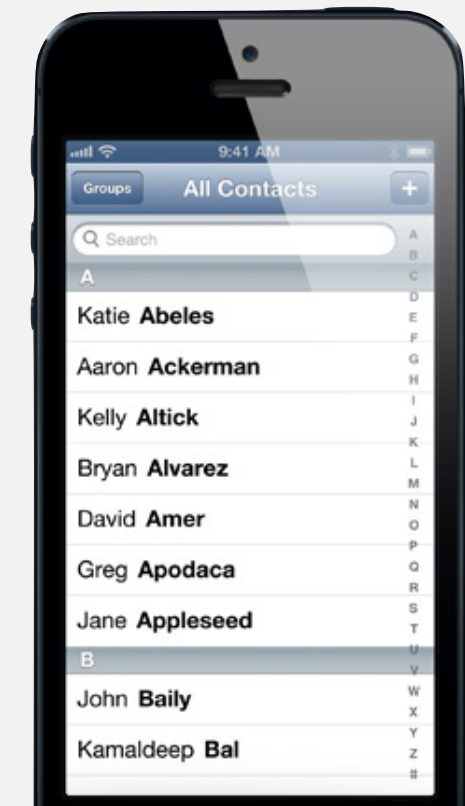 9:41 AM
Groups All Contacts +
Search
A
Katie Abeles
Aaron Ackerman
Kelly Altick
Bryan Alvarez
David Amer
Greg Apodaca
Jane Appleseed
B
John Baily
Kamaldeep Bal
A
B
C
D
E
F
G
H
I
J
K
L
M
N
O
P
Q
R
S
T
U
V
W
X
Y
Z
#